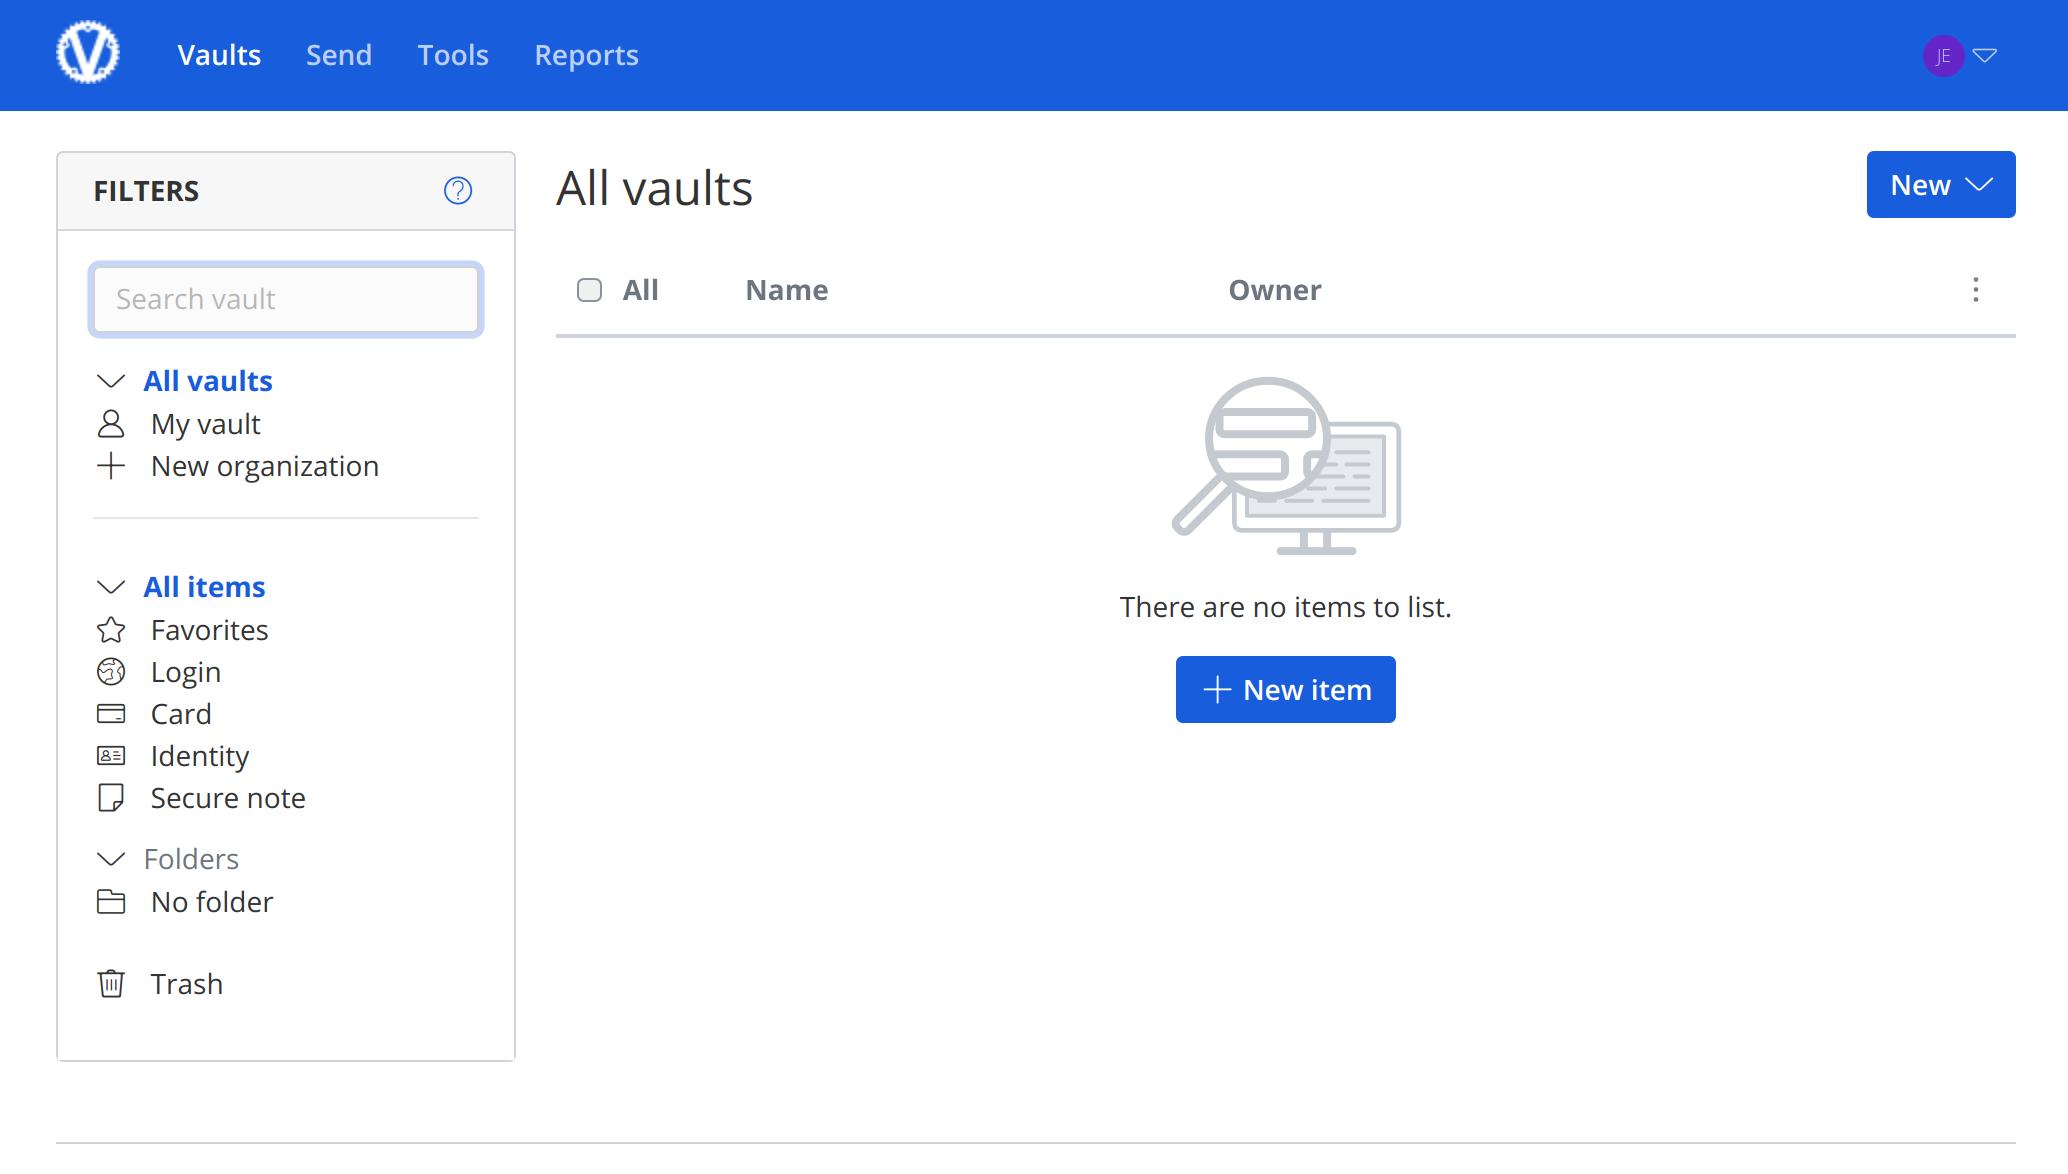 Vaults Send Tools Reports JE
FILTERS
Search vault
All vaults
My vault
New organization
All items
Favorites
Login
Card
Identity
Secure note
Folders
No folder
Trash
All vaults
New
All Name Owner
There are no items to list.
New item